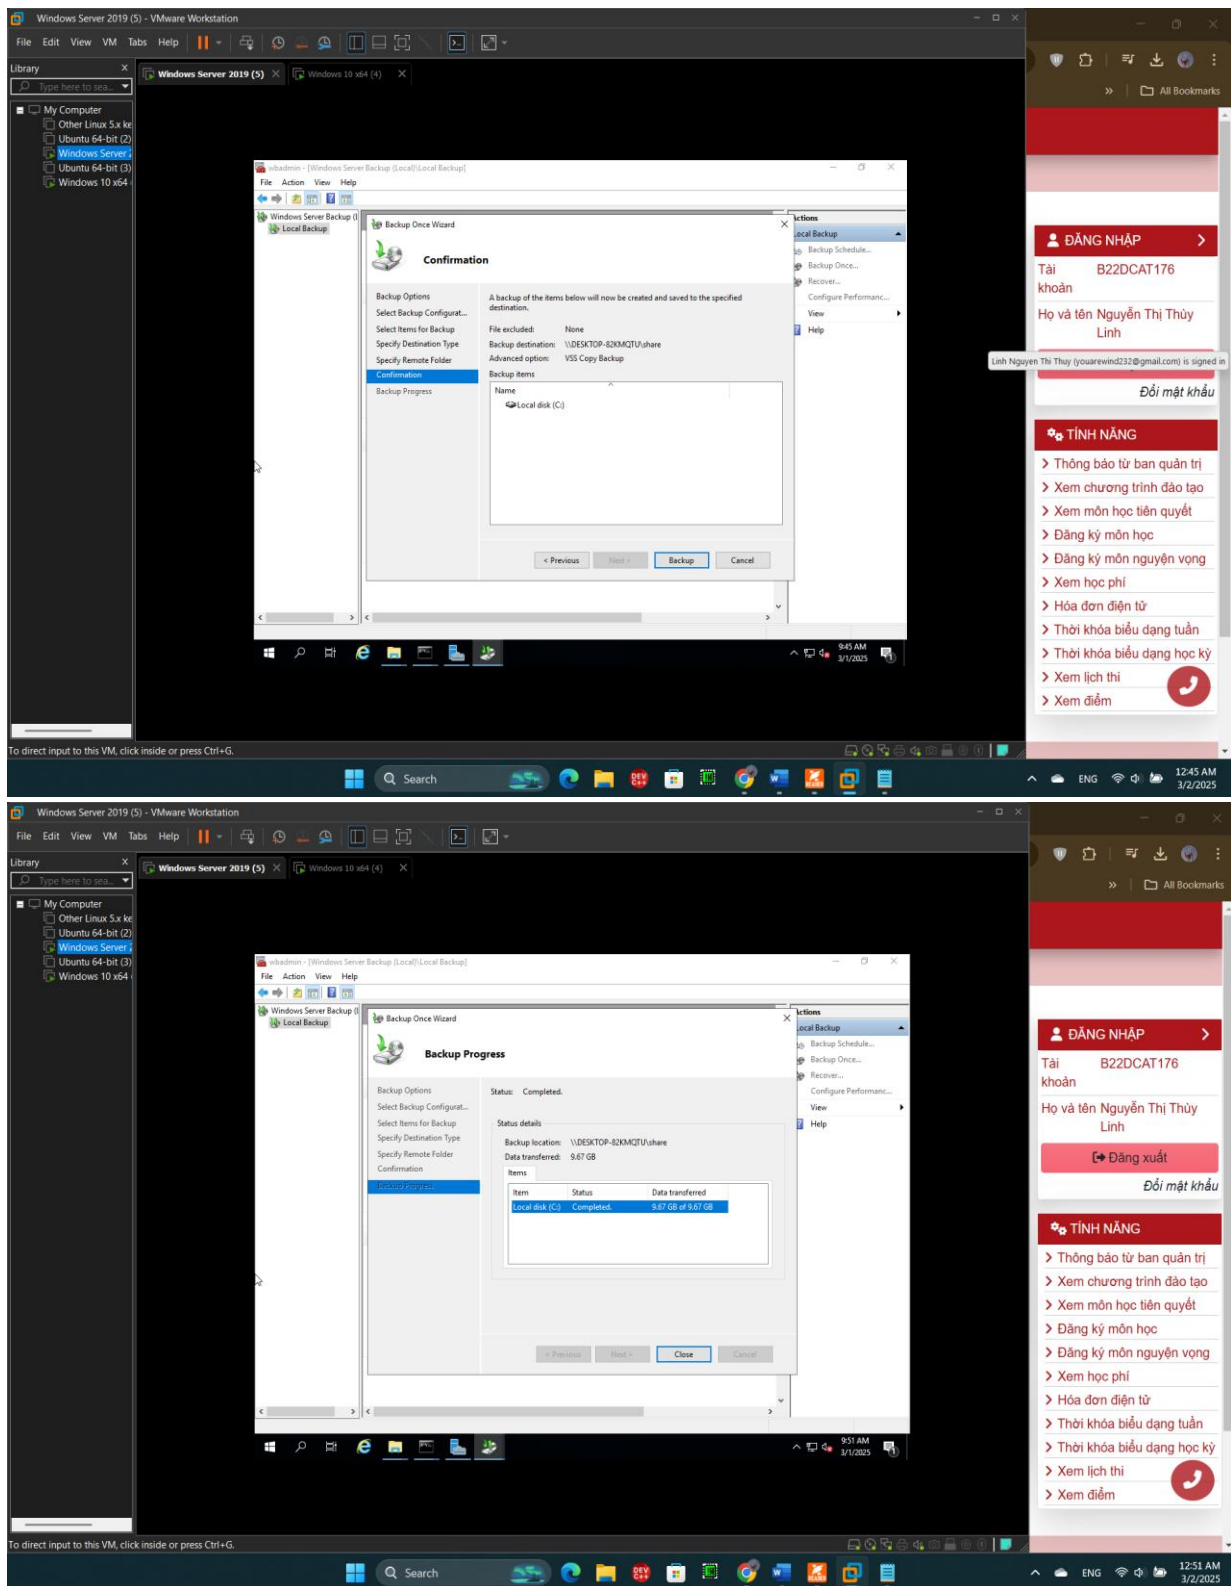 Windows Server 2019 (5) - VMware Workstation
File Edit View VM Tabs Help
Library
Type here to sea...
Windows Server 2019 (5)
Windows 10 x64 (4)
All Bookmarks
My Computer
Other Linux 5.x ke
Ubuntu 64-bit (2)
Windows Server 2
Ubuntu 64-bit (3)
Windows 10 x64
wbadmin - [Windows Server Backup (Local)\Local Backup]
File Action View Help
Windows Server Backup (L
Local Backup
Backup Once Wizard
Confirmation
Backup Options
Select Backup Configurat...
Select Items for Backup
Specify Destination Type
Specify Remote Folder
Confirmation
Backup Progress
A backup of the items below will now be created and saved to the specified
destination.
File excluded: None
Backup destination: \\DESKTOP-82KMQTU\share
Advanced option: VSS Copy Backup
Backup items
Name
Local disk (C:)
< Previous Next > Backup Cancel
Actions
Local Backup
Backup Schedule...
Backup Once...
Recover...
Configure Performanc...
View
Help
9:45 AM
3/1/2025
ĐĂNG NHẬP
Tài khoản B22DCAT176
Họ và tên Nguyễn Thị Thùy Linh
Linh Nguyen Thi Thuy (youarewind232@gmail.com) is signed in
Đổi mật khẩu
TÍNH NĂNG
Thông báo từ ban quản trị
Xem chương trình đào tạo
Xem môn học tiên quyết
Đăng ký môn học
Đăng ký môn nguyện vọng
Xem học phí
Hóa đơn điện tử
Thời khóa biểu dạng tuần
Thời khóa biểu dạng học kỳ
Xem lịch thi
Xem điểm
To direct input to this VM, click inside or press Ctrl+G.
Search
ENG
12:45 AM
3/2/2025
Windows Server 2019 (5) - VMware Workstation
File Edit View VM Tabs Help
Library
Type here to sea...
Windows Server 2019 (5)
Windows 10 x64 (4)
All Bookmarks
My Computer
Other Linux 5.x ke
Ubuntu 64-bit (2)
Windows Server 2
Ubuntu 64-bit (3)
Windows 10 x64
wbadmin - [Windows Server Backup (Local)\Local Backup]
File Action View Help
Windows Server Backup (L
Local Backup
Backup Once Wizard
Backup Progress
Backup Options
Select Backup Configurat...
Select Items for Backup
Specify Destination Type
Specify Remote Folder
Confirmation
Backup Progress
Status: Completed.
Status details
Backup location: \\DESKTOP-82KMQTU\share
Data transferred: 9.67 GB
Items
Item Status Data transferred
Local disk (C:) Completed. 9.67 GB of 9.67 GB
< Previous Next > Close Cancel
Actions
Local Backup
Backup Schedule...
Backup Once...
Recover...
Configure Performanc...
View
Help
9:51 AM
3/1/2025
ĐĂNG NHẬP
Tài khoản B22DCAT176
Họ và tên Nguyễn Thị Thùy Linh
Đăng xuất
Đổi mật khẩu
TÍNH NĂNG
Thông báo từ ban quản trị
Xem chương trình đào tạo
Xem môn học tiên quyết
Đăng ký môn học
Đăng ký môn nguyện vọng
Xem học phí
Hóa đơn điện tử
Thời khóa biểu dạng tuần
Thời khóa biểu dạng học kỳ
Xem lịch thi
Xem điểm
To direct input to this VM, click inside or press Ctrl+G.
Search
ENG
12:51 AM
3/2/2025